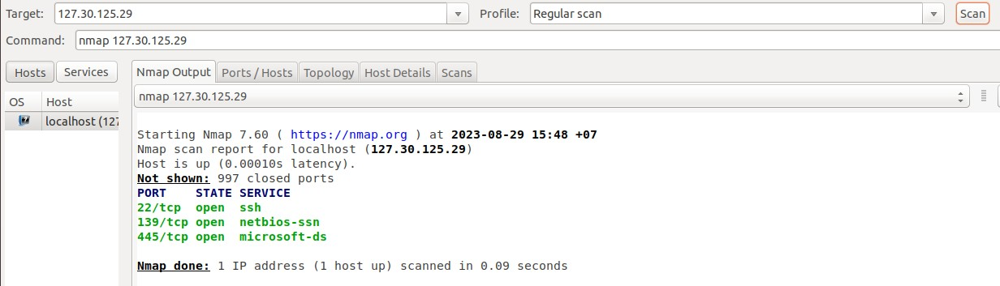 Target: 127.30.125.29 Profile: Regular scan Scan
Command: nmap 127.30.125.29
Hosts Services Nmap Output Ports / Hosts Topology Host Details Scans
OS Host nmap 127.30.125.29
localhost (127
Starting Nmap 7.60 ( https://nmap.org ) at 2023-08-29 15:48 +07
Nmap scan report for localhost (127.30.125.29)
Host is up (0.00010s latency).
Not shown: 997 closed ports
PORT STATE SERVICE
22/tcp open ssh
139/tcp open netbios-ssn
445/tcp open microsoft-ds
Nmap done: 1 IP address (1 host up) scanned in 0.09 seconds